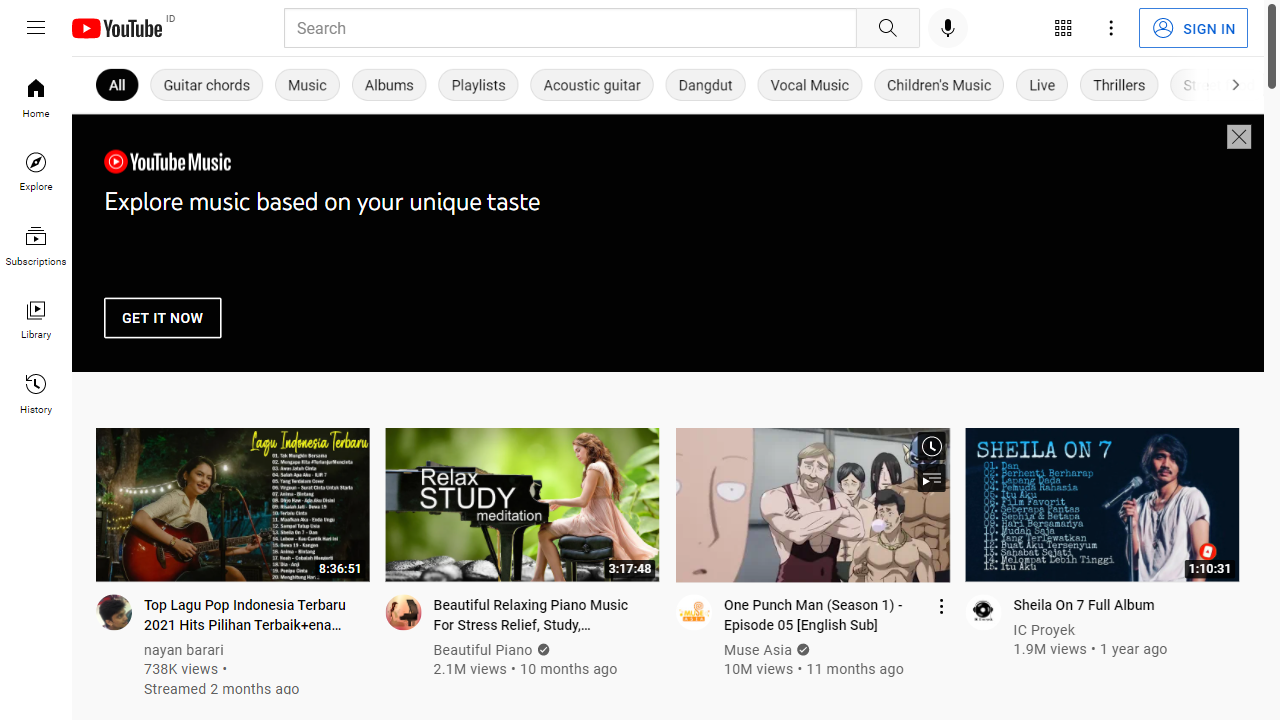 YouTube ID
Search
SIGN IN
All
Guitar chords
Music
Albums
Playlists
Acoustic guitar
Dangdut
Vocal Music
Children's Music
Live
Thrillers
Home
Explore
Subscriptions
Library
History
YouTube Music
Explore music based on your unique taste
GET IT NOW
Lagu Indonesia Terbaru
8:36:51
Relax
STUDY
meditation
3:17:48
SHEILA ON 7
01. Dan
02. Berhenti Berharap
03. Lapang Dada
04. Pemuda Rahasia
05. Itu Aku
06. Film Favorit
07. Seberapa Pantas
08. Sephia & Betapa
09. Hari Bersamanya
10. Mudah Saja
11. Yang Terlewatkan
12. Buat Aku Tersenyum
13. Sahabat Sejati
14. Melompat Lebih Tinggi
15. Itu Aku
1:10:31
Top Lagu Pop Indonesia Terbaru
2021 Hits Pilihan Terbaik+ena...
nayan barari
738K views •
Streamed 2 months ago
Beautiful Relaxing Piano Music
For Stress Relief, Study,...
Beautiful Piano
2.1M views • 10 months ago
One Punch Man (Season 1) -
Episode 05 [English Sub]
Muse Asia
10M views • 11 months ago
Sheila On 7 Full Album
IC Proyek
1.9M views • 1 year ago